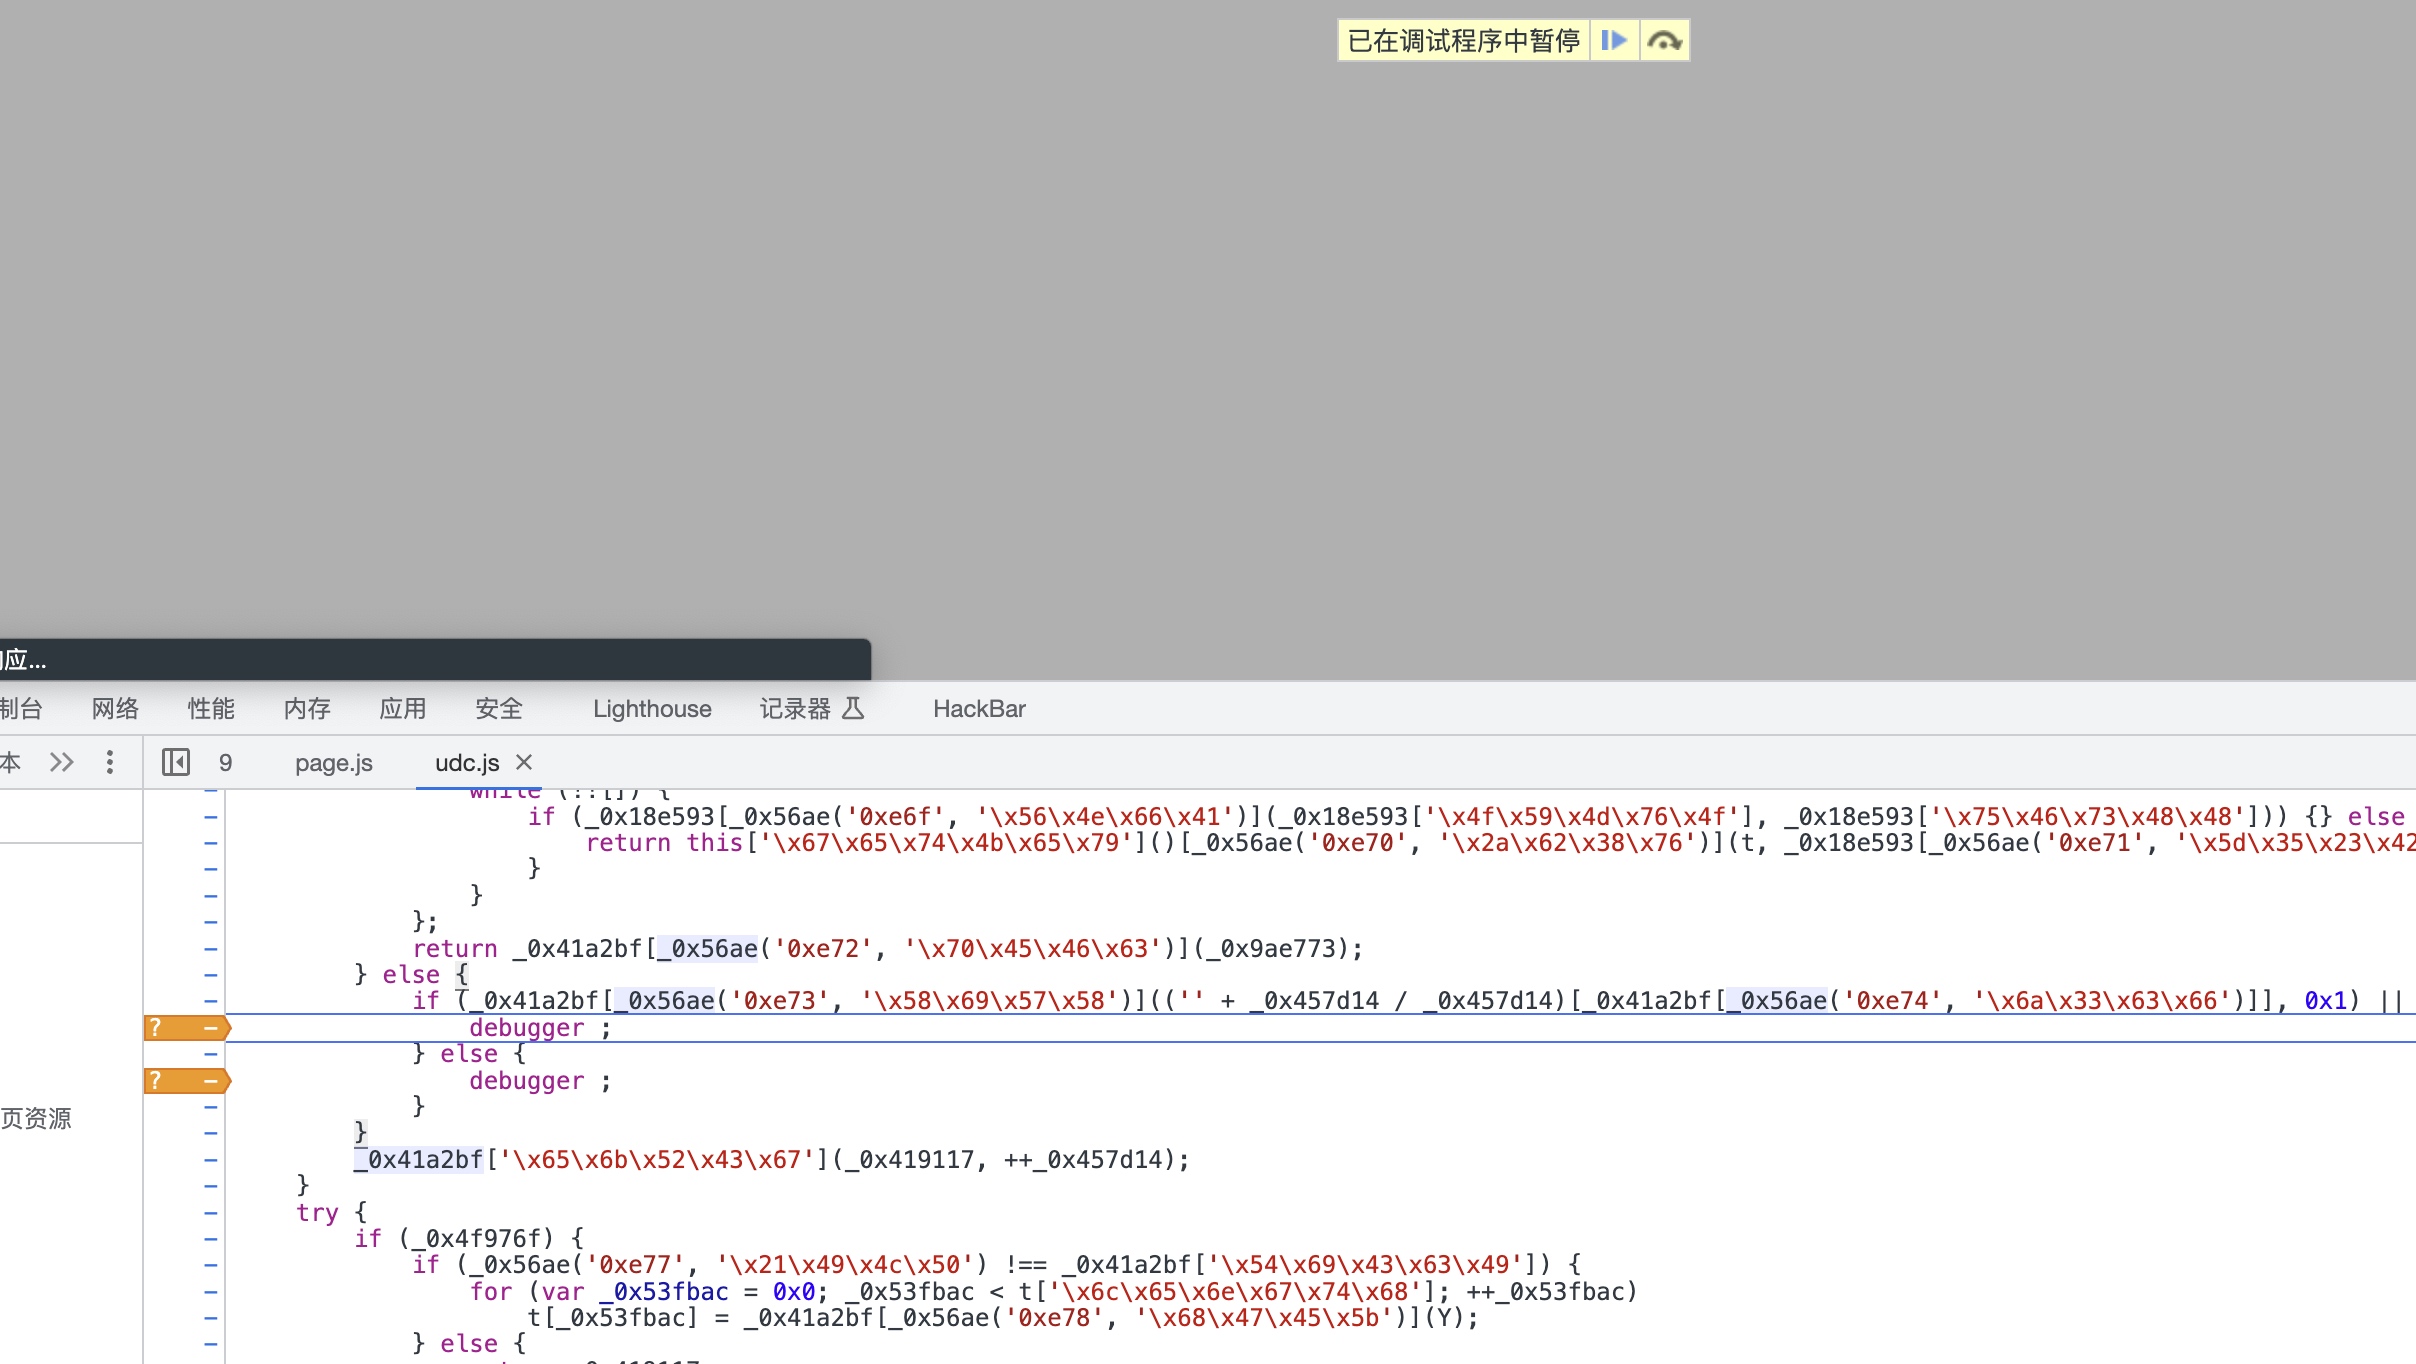 已在调试程序中暂停
应...
制台 网络 性能 内存 应用 安全 Lighthouse 记录器 HackBar
本 9 page.js udc.js ×
while (!![]) {
if (_0x18e593[_0x56ae('0xe6f', '\x56\x4e\x66\x41')](_0x18e593['\x4f\x59\x4d\x76\x4f'], _0x18e593['\x75\x46\x73\x48\x48'])) {} else
return this['\x67\x65\x74\x4b\x65\x79']()[_0x56ae('0xe70', '\x2a\x62\x38\x76')](t, _0x18e593[_0x56ae('0xe71', '\x5d\x35\x23\x42
}
}
};
return _0x41a2bf[_0x56ae('0xe72', '\x70\x45\x46\x63')](_0x9ae773);
} else {
if (_0x41a2bf[_0x56ae('0xe73', '\x58\x69\x57\x58')](('' + _0x457d14 / _0x457d14)[_0x41a2bf[_0x56ae('0xe74', '\x6a\x33\x63\x66')]], 0x1) ||
? - debugger ;
} else {
? - debugger ;
}
页资源
}
_0x41a2bf['\x65\x6b\x52\x43\x67'](_0x419117, ++_0x457d14);
}
try {
if (_0x4f976f) {
if (_0x56ae('0xe77', '\x21\x49\x4c\x50') !== _0x41a2bf['\x54\x69\x43\x63\x49']) {
for (var _0x53fbac = 0x0; _0x53fbac < t['\x6c\x65\x6e\x67\x74\x68']; ++_0x53fbac)
t[_0x53fbac] = _0x41a2bf[_0x56ae('0xe78', '\x68\x47\x45\x5b')](Y);
} else {